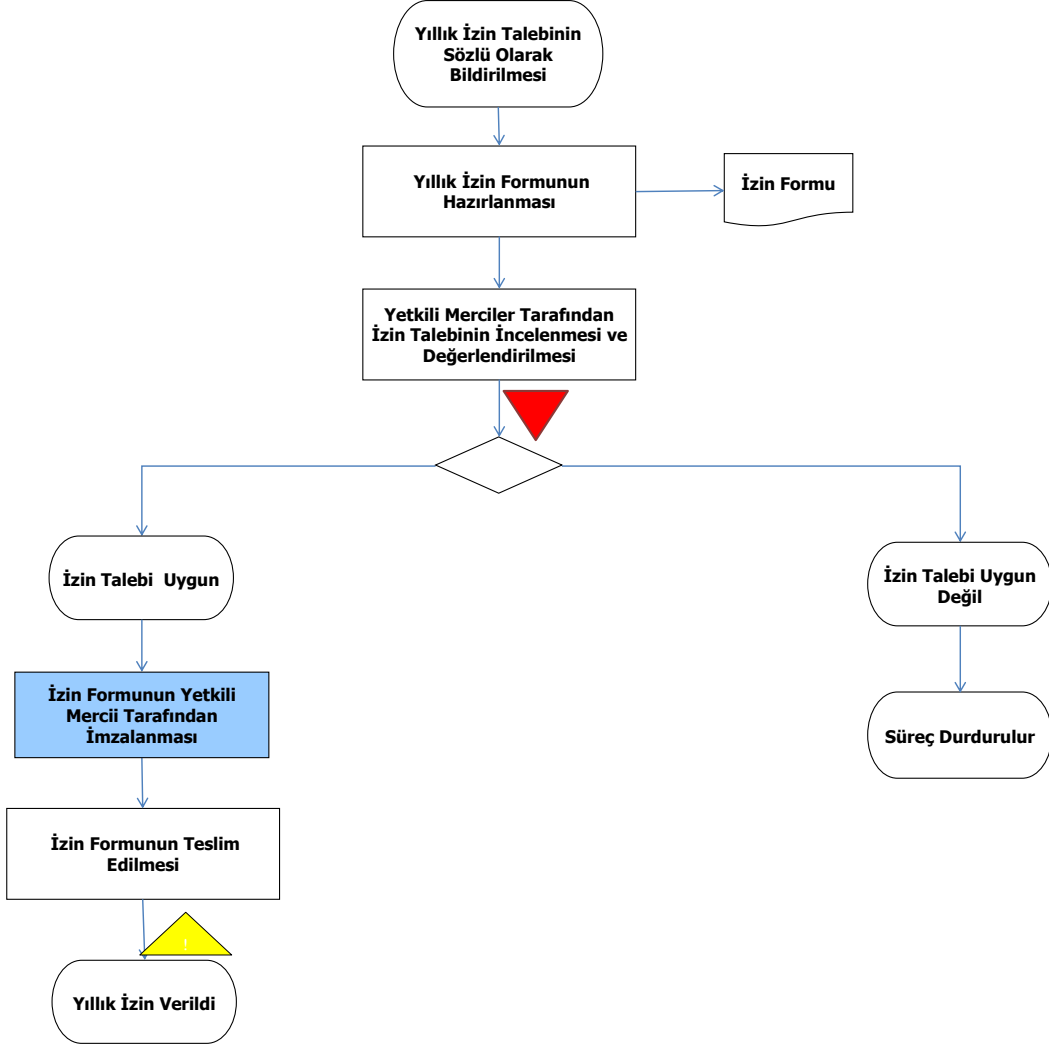 Yıllık İzin Talebinin
Sözlü Olarak
Bildirilmesi
Yıllık İzin Formunun
Hazırlanması
İzin Formu
Yetkili Merciler Tarafından
İzin Talebinin İncelenmesi ve
Değerlendirilmesi
İzin Talebi  Uygun
İzin Talebi Uygun
Değil
İzin Formunun Yetkili
Mercii Tarafından
İmzalanması
Süreç Durdurulur
İzin Formunun Teslim
Edilmesi
!
Yıllık İzin Verildi